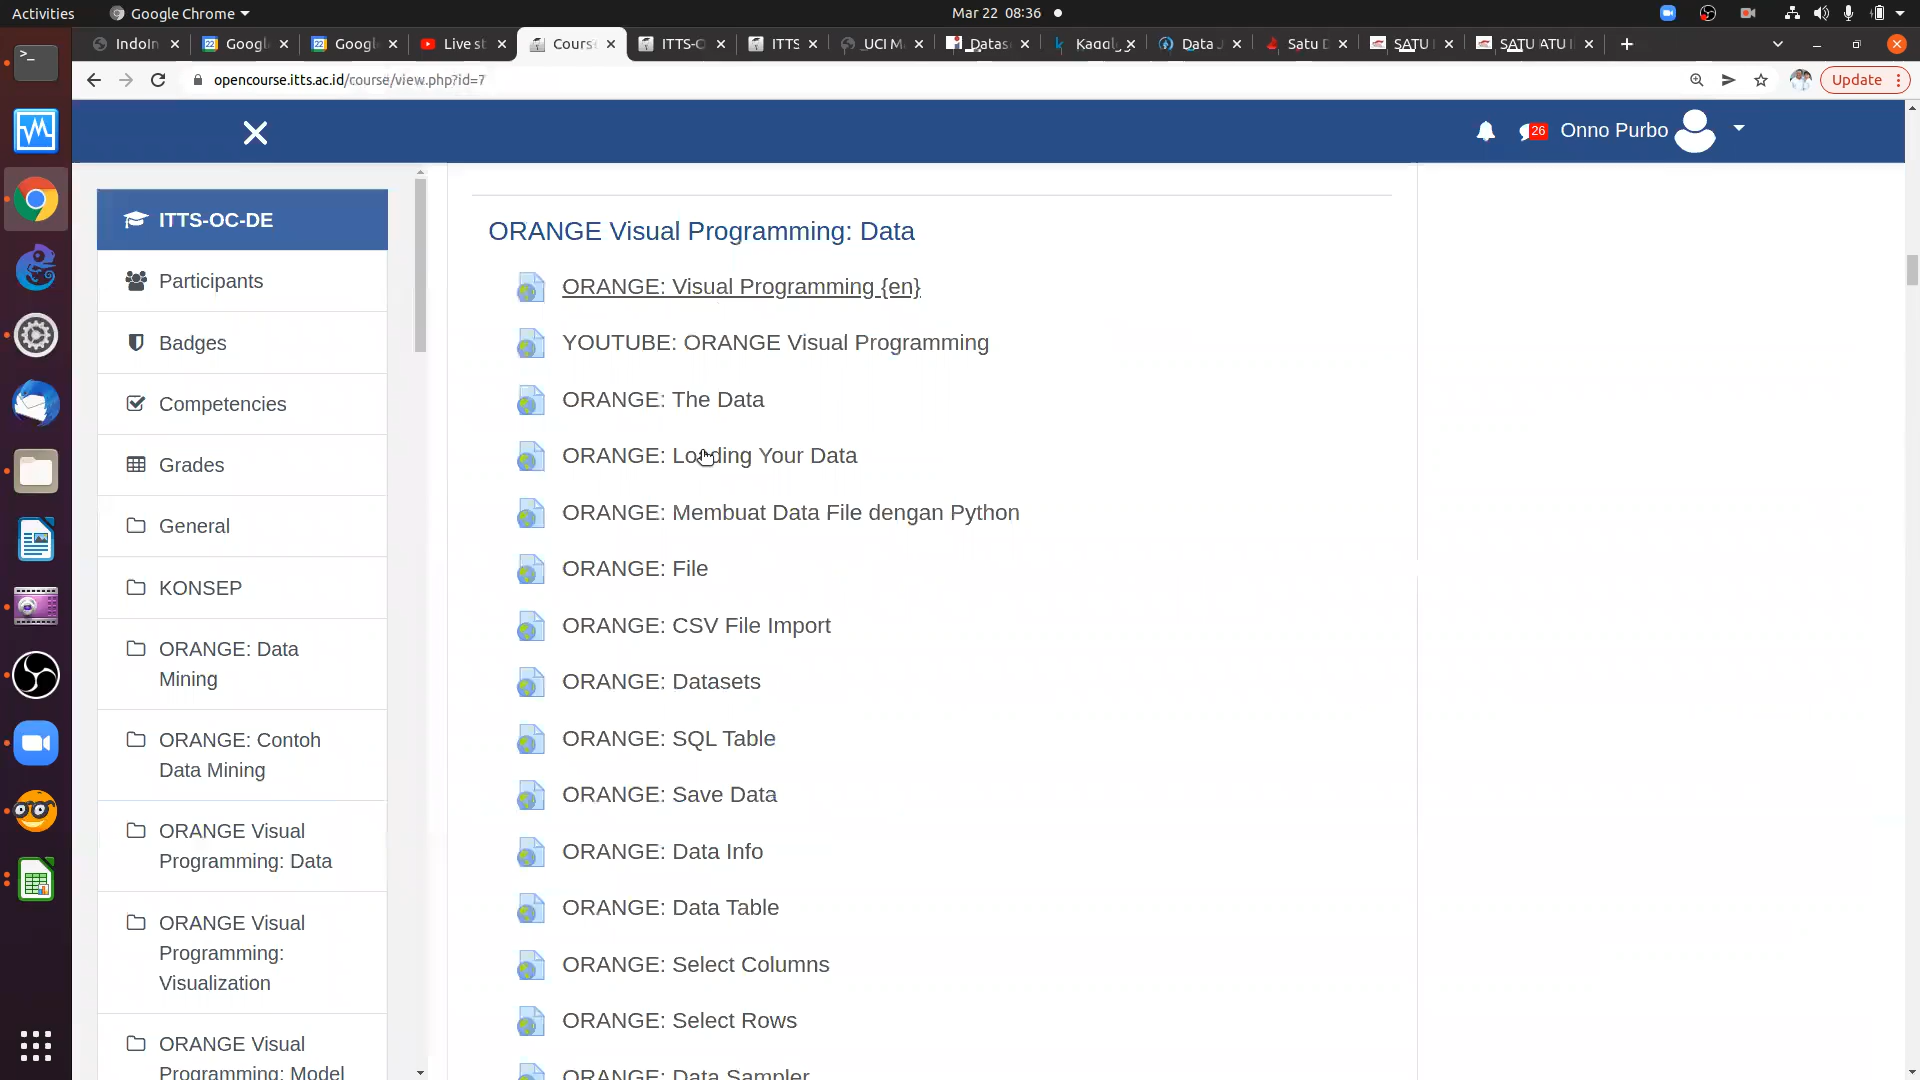 Activities
Google Chrome
Mar 22 08:36
IndoIn
Googl
Googl
Live st
Cours
ITTS-O
ITTS
_UCI M
Datas
Kaggl
Data
Satu D
SATU
Update
opencourse.itts.ac.id/course/view.php?id=7
26
Onno Purbo
ITTS-OC-DE
Participants
Badges
Competencies
Grades
General
KONSEP
ORANGE: Data
Mining
ORANGE: Contoh
Data Mining
ORANGE Visual
Programming: Data
ORANGE Visual
Programming:
Visualization
ORANGE Visual
Programming: Model
ORANGE Visual Programming: Data
ORANGE: Visual Programming {en}
YOUTUBE: ORANGE Visual Programming
ORANGE: The Data
ORANGE: Loading Your Data
ORANGE: Membuat Data File dengan Python
ORANGE: File
ORANGE: CSV File Import
ORANGE: Datasets
ORANGE: SQL Table
ORANGE: Save Data
ORANGE: Data Info
ORANGE: Data Table
ORANGE: Select Columns
ORANGE: Select Rows
ORANGE: Data Sampler